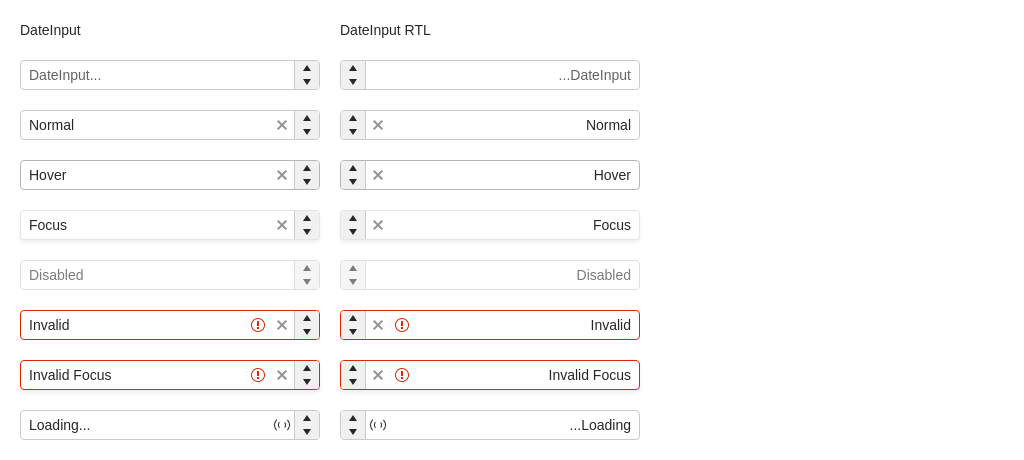 DateInput
DateInput RTL
DateInput...
...DateInput
Normal
Normal
Hover
Hover
Focus
Focus
Disabled
Disabled
Invalid
Invalid
Invalid Focus
Invalid Focus
Loading...
...Loading